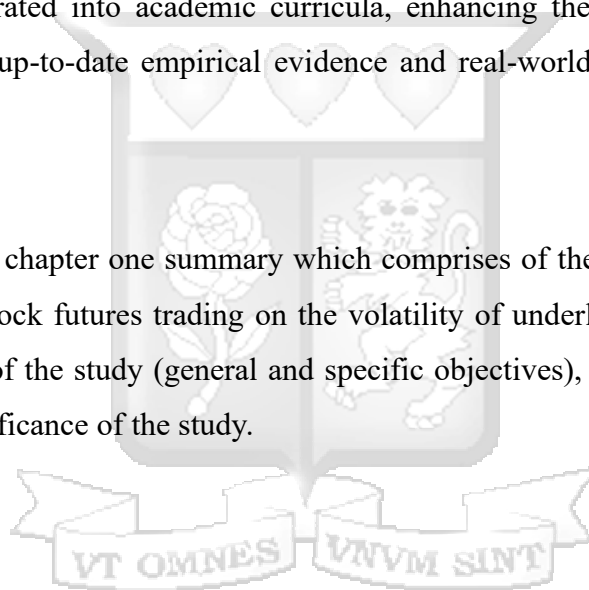 rated into academic curricula, enhancing the
up-to-date empirical evidence and real-world
chapter one summary which comprises of the
ock futures trading on the volatility of underl
of the study (general and specific objectives),
ficance of the study.
VT OMNES VNVM SINT